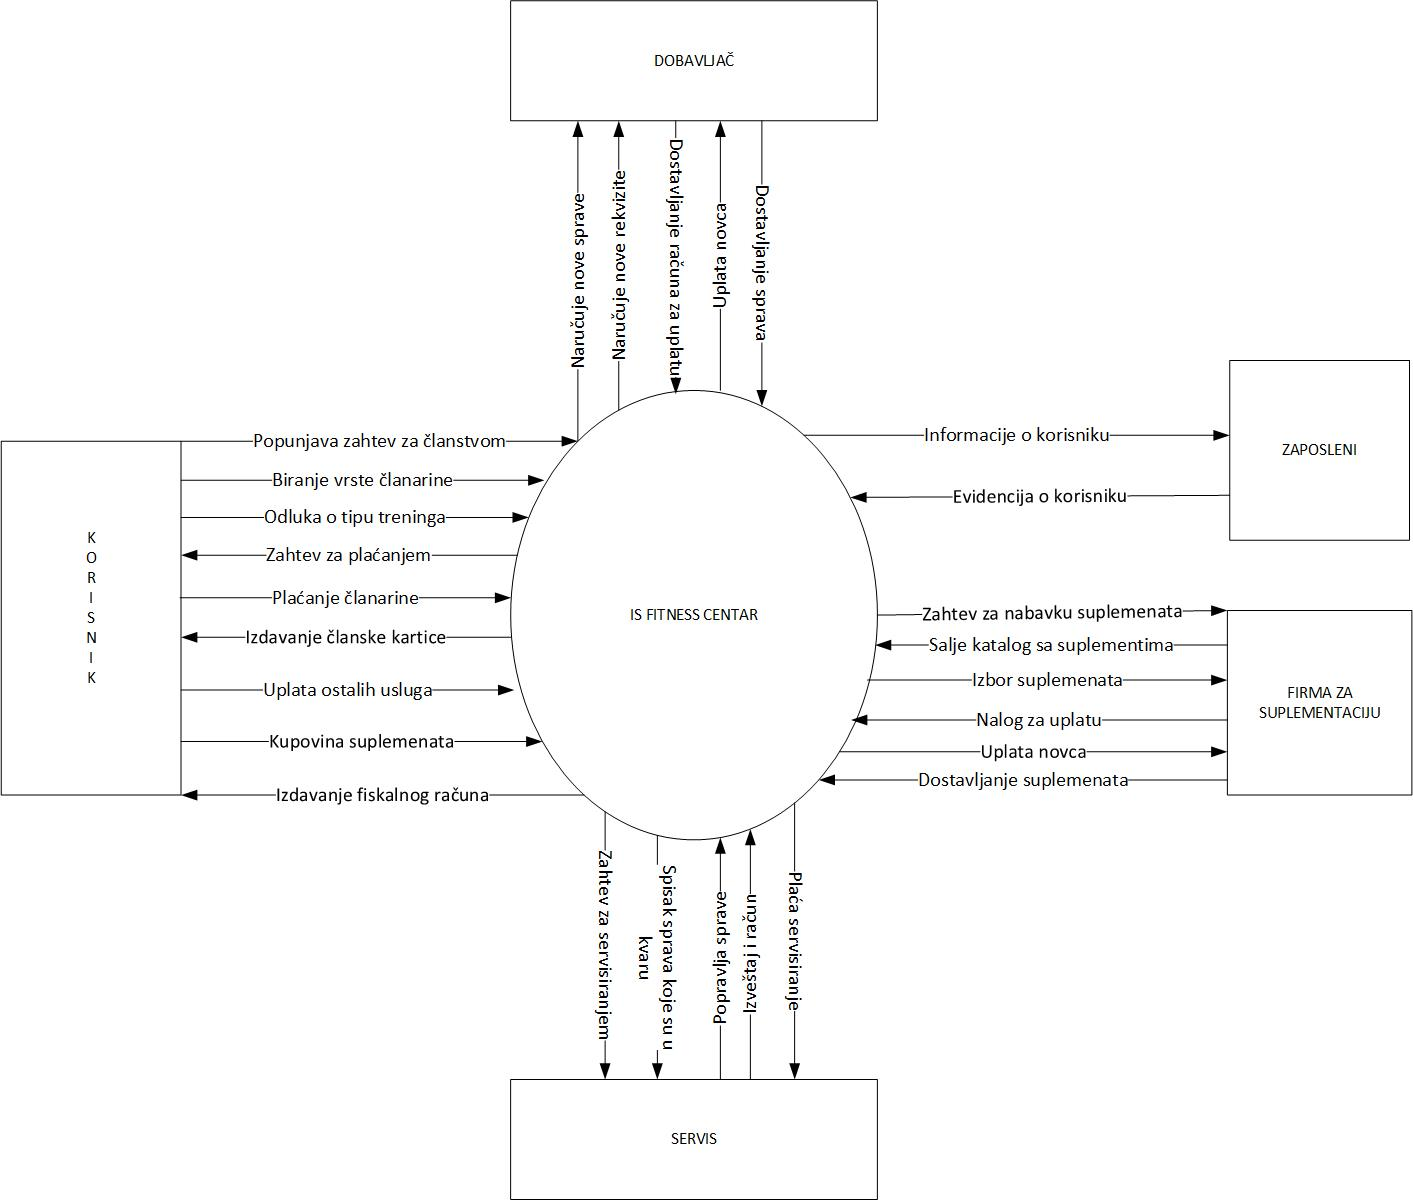 DOBAVLJAČ
Naručuje nove sprave
Naručuje nove rekvizite
Dostavljanje računa za uplatu
Uplata novca
Dostavljanje sprava
KORISNIK
Popunjava zahtev za članstvom
Biranje vrste članarine
Odluka o tipu treninga
Zahtev za plaćanjem
Plaćanje članarine
Izdavanje članske kartice
Uplata ostalih usluga
Kupovina suplemenata
Izdavanje fiskalnog računa
IS FITNESS CENTAR
Informacije o korisniku
Evidencija o korisniku
ZAPOSLENI
Zahtev za nabavku suplemenata
Salje katalog sa suplementima
Izbor suplemenata
Nalog za uplatu
Uplata novca
Dostavljanje suplemenata
FIRMA ZA
SUPLEMENTACIJU
Zahtev za servisiranjem
Spisak sprava koje su u
kvaru
Popravlja sprave
Izveštaj i račun
Plaća servisiranje
SERVIS